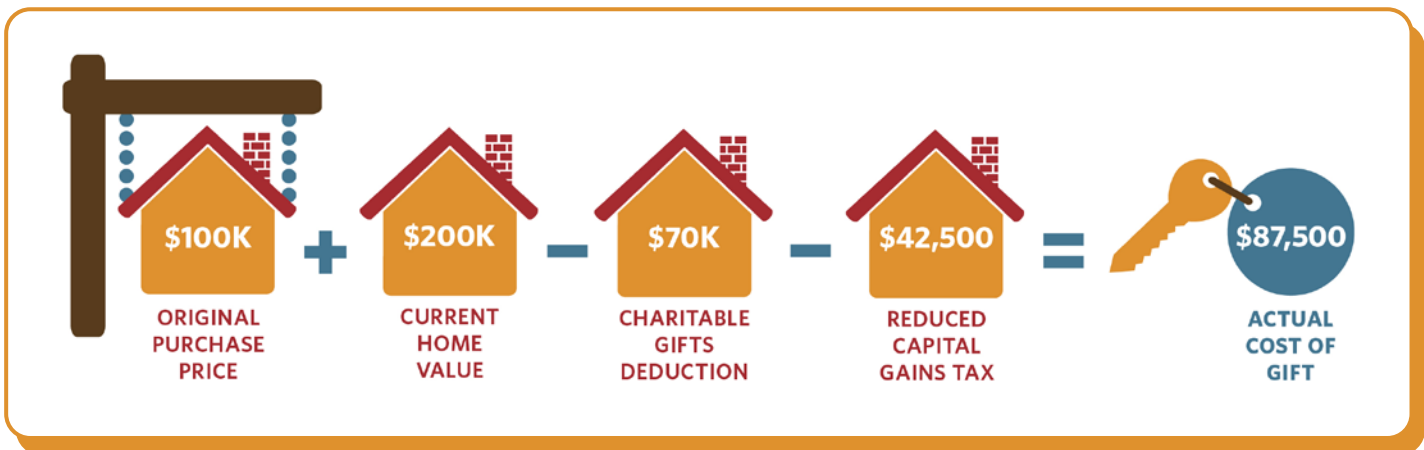 $100K
ORIGINAL
PURCHASE
PRICE
+
$200K
CURRENT
HOME
VALUE
−
$70K
CHARITABLE
GIFTS
DEDUCTION
−
$42,500
REDUCED
CAPITAL
GAINS TAX
=
$87,500
ACTUAL
COST OF
GIFT